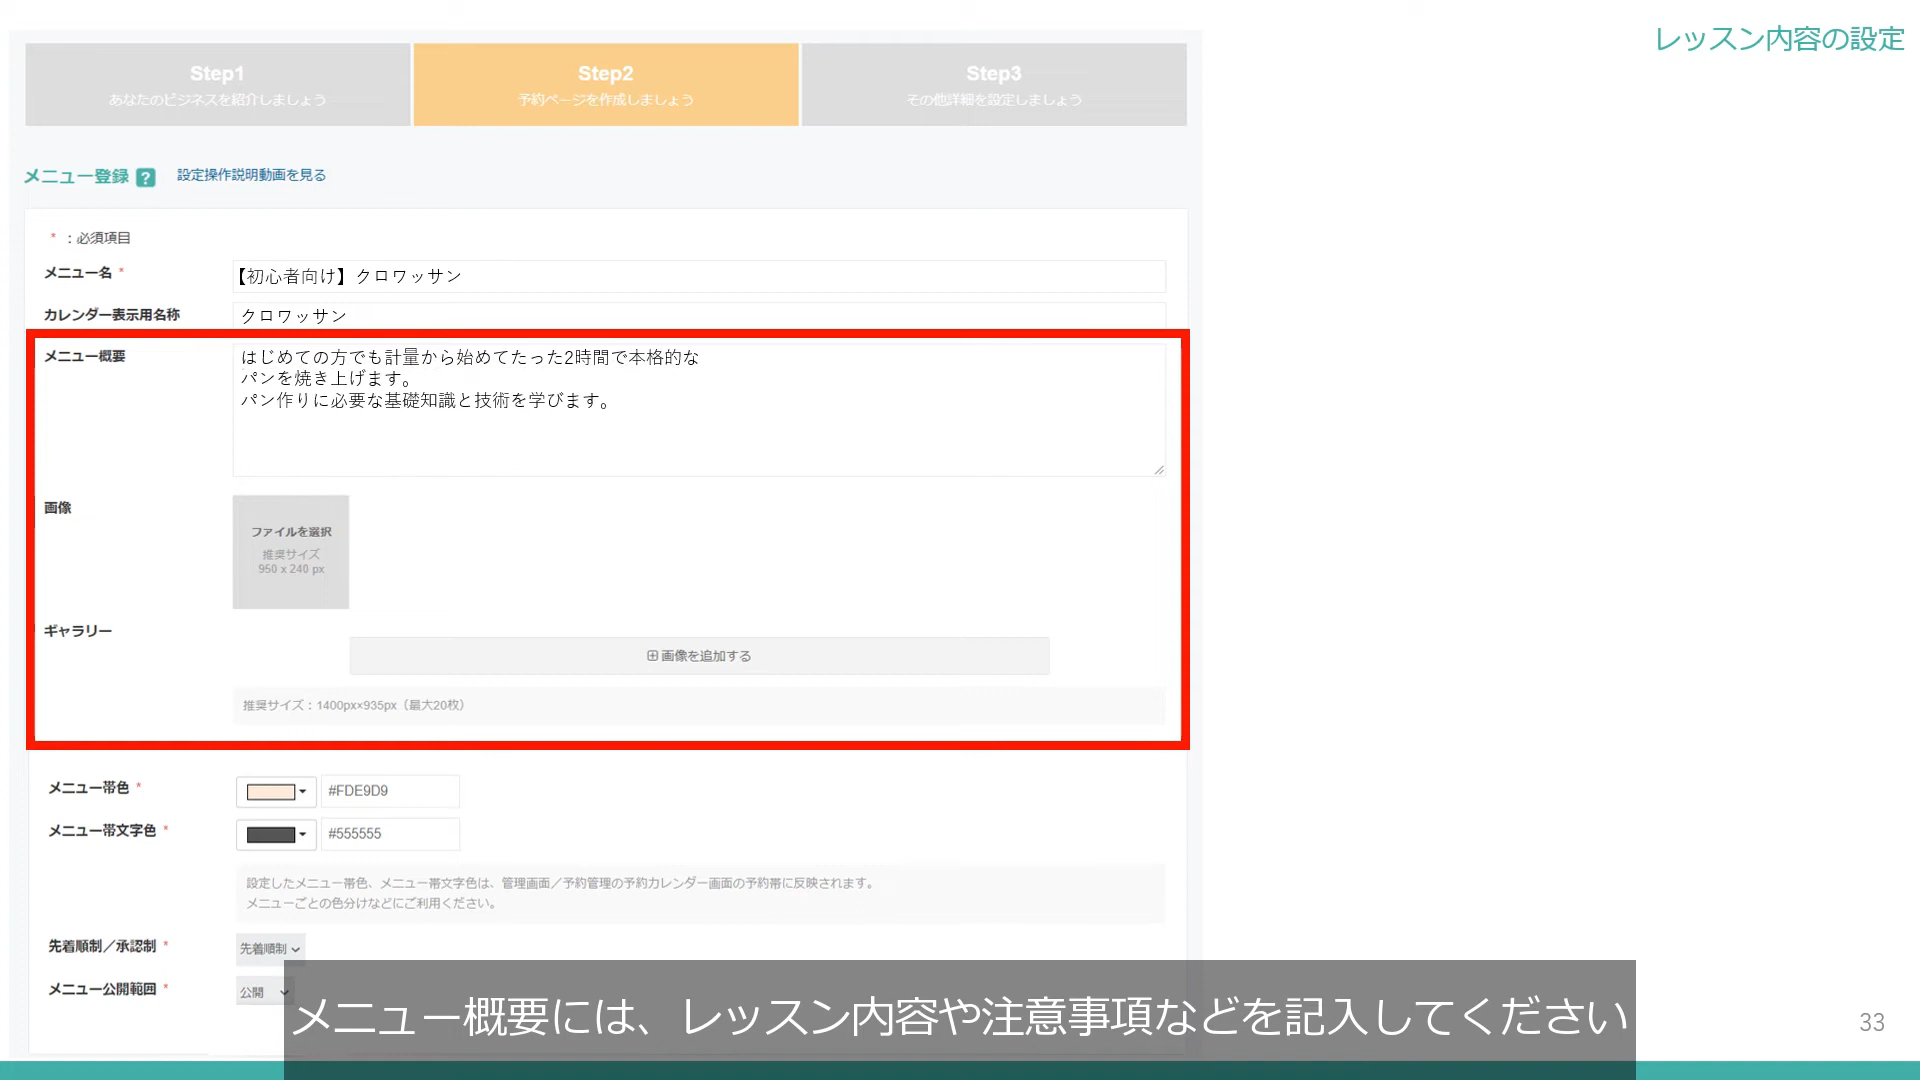 レッスン内容の設定
Step1
あなたのビジネスを紹介しましょう
Step2
予約ページを作成しましょう
Step3
その他詳細を設定しましょう
メニュー登録 ?
設定操作説明動画を見る
* ：必須項目
メニュー名 *
【初心者向け】クロワッサン
カレンダー表示用名称
クロワッサン
メニュー概要
はじめての方でも計量から始めてたった2時間で本格的な
パンを焼き上げます。
パン作りに必要な基礎知識と技術を学びます。
画像
ファイルを選択
推奨サイズ
950 x 240 px
ギャラリー
画像を追加する
推奨サイズ：1400px×935px（最大20枚）
メニュー帯色 *
#FDE9D9
メニュー帯文字色 *
#555555
設定したメニュー帯色、メニュー帯文字色は、管理画面／予約管理の予約カレンダー画面の予約帯に反映されます。
メニューごとの色分けなどにご利用ください。
先着順制／承認制 *
先着順制
メニュー公開範囲 *
公開
メニュー概要には、レッスン内容や注意事項などを記入してください
33